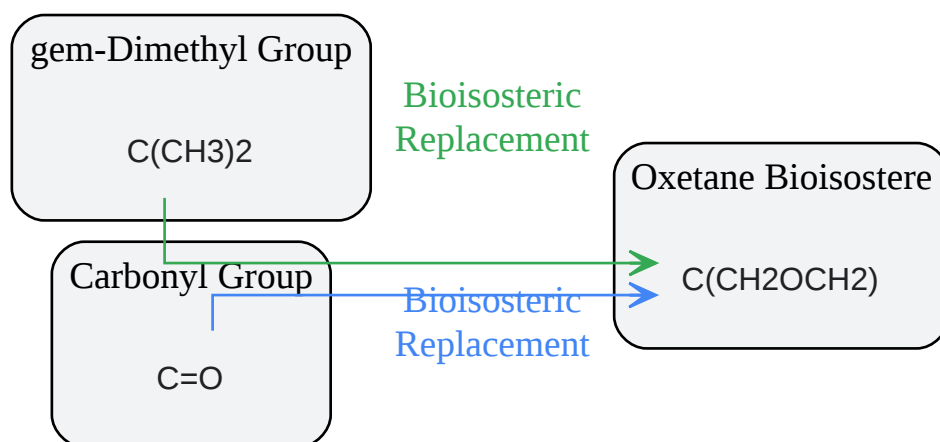 gem-Dimethyl Group
C(CH3)2
Bioisosteric
Replacement
Oxetane Bioisostere
C(CH2OCH2)
Carbonyl Group
C=O
Bioisosteric
Replacement